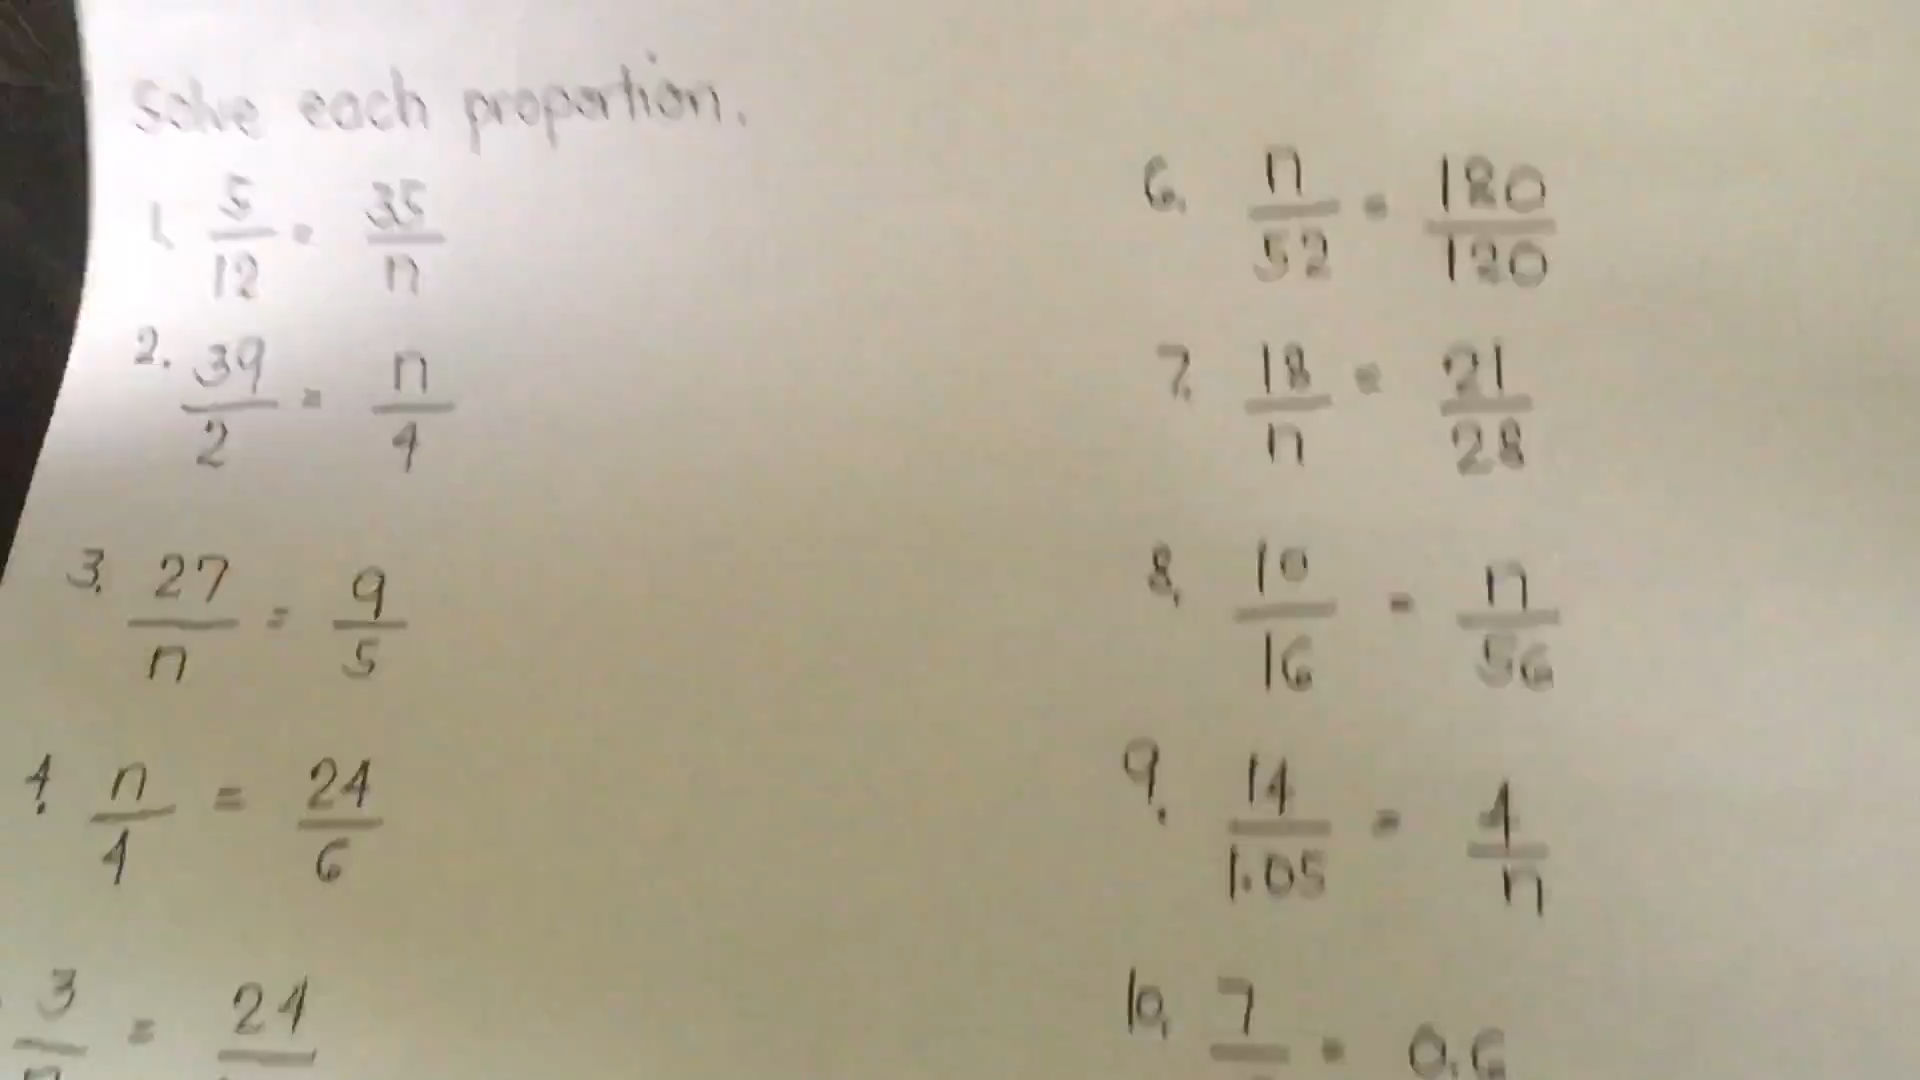 Solve each proportion.
1. 5/12 = 35/n
2. 39/2 = n/4
3. 27/n = 9/5
4. n/4 = 24/6
3/ = 24/
6. n/52 = 180/120
7. 18/n = 21/28
8. 10/16 = n/56
9. 14/1.05 = 4/n
10. 7/ = 0.6